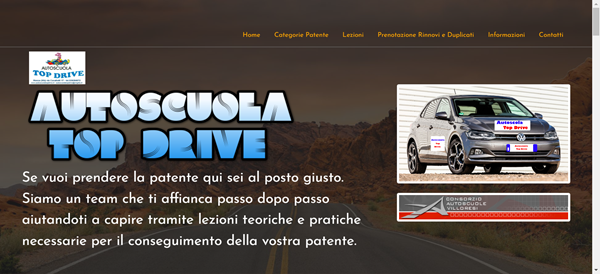 Home Categorie Patente Lezioni Prenotazione Rinnovi e Duplicati Informazioni Contatti
AUTOSCUOLA
TOP DRIVE
AUTOSCUOLA
TOP DRIVE
Se vuoi prendere la patente qui sei al posto giusto.
Siamo un team che ti affianca passo dopo passo
aiutandoti a capire tramite lezioni teoriche e pratiche
necessarie per il conseguimento della vostra patente.
Autoscola
Top Drive
CONSORZIO
AUTOSCUOLE
VILLORESI